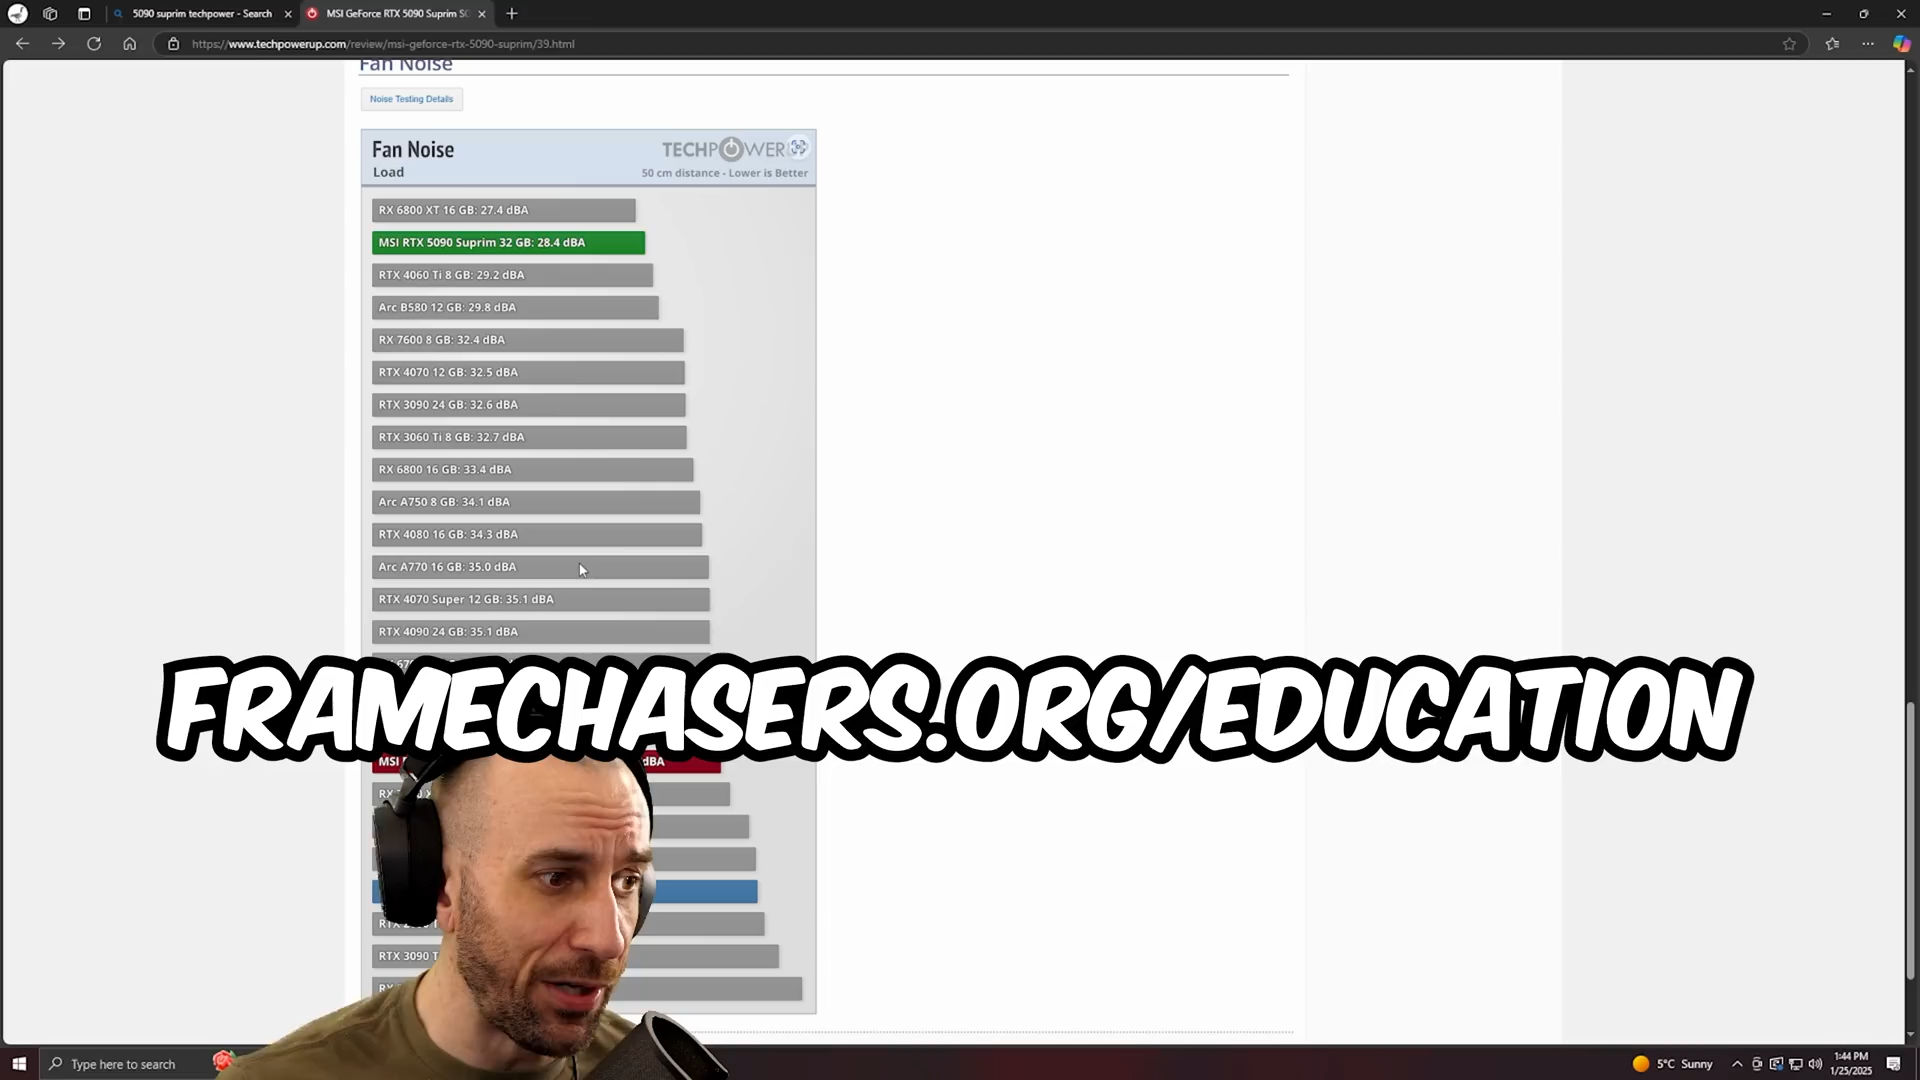 5090 suprim techpower - Search
MSI GeForce RTX 5090 Suprim SO
https://www.techpowerup.com/review/msi-geforce-rtx-5090-suprim/39.html
Fan Noise
Noise Testing Details
Fan Noise
TECHPOWER
Load
50 cm distance - Lower is Better
RX 6800 XT 16 GB: 27.4 dBA
MSI RTX 5090 Suprim 32 GB: 28.4 dBA
RTX 4060 Ti 8 GB: 29.2 dBA
Arc B580 12 GB: 29.8 dBA
RX 7600 8 GB: 32.4 dBA
RTX 4070 12 GB: 32.5 dBA
RTX 3090 24 GB: 32.6 dBA
RTX 3060 Ti 8 GB: 32.7 dBA
RX 6800 16 GB: 33.4 dBA
Arc A750 8 GB: 34.1 dBA
RTX 4080 16 GB: 34.3 dBA
Arc A770 16 GB: 35.0 dBA
RTX 4070 Super 12 GB: 35.1 dBA
RTX 4090 24 GB: 35.1 dBA
FRAMECHASERS.ORG/EDUCATION
MSI dBA
RX
RTX
RTX 3090 T
Type here to search
5°C Sunny
1:44 PM
1/25/2025